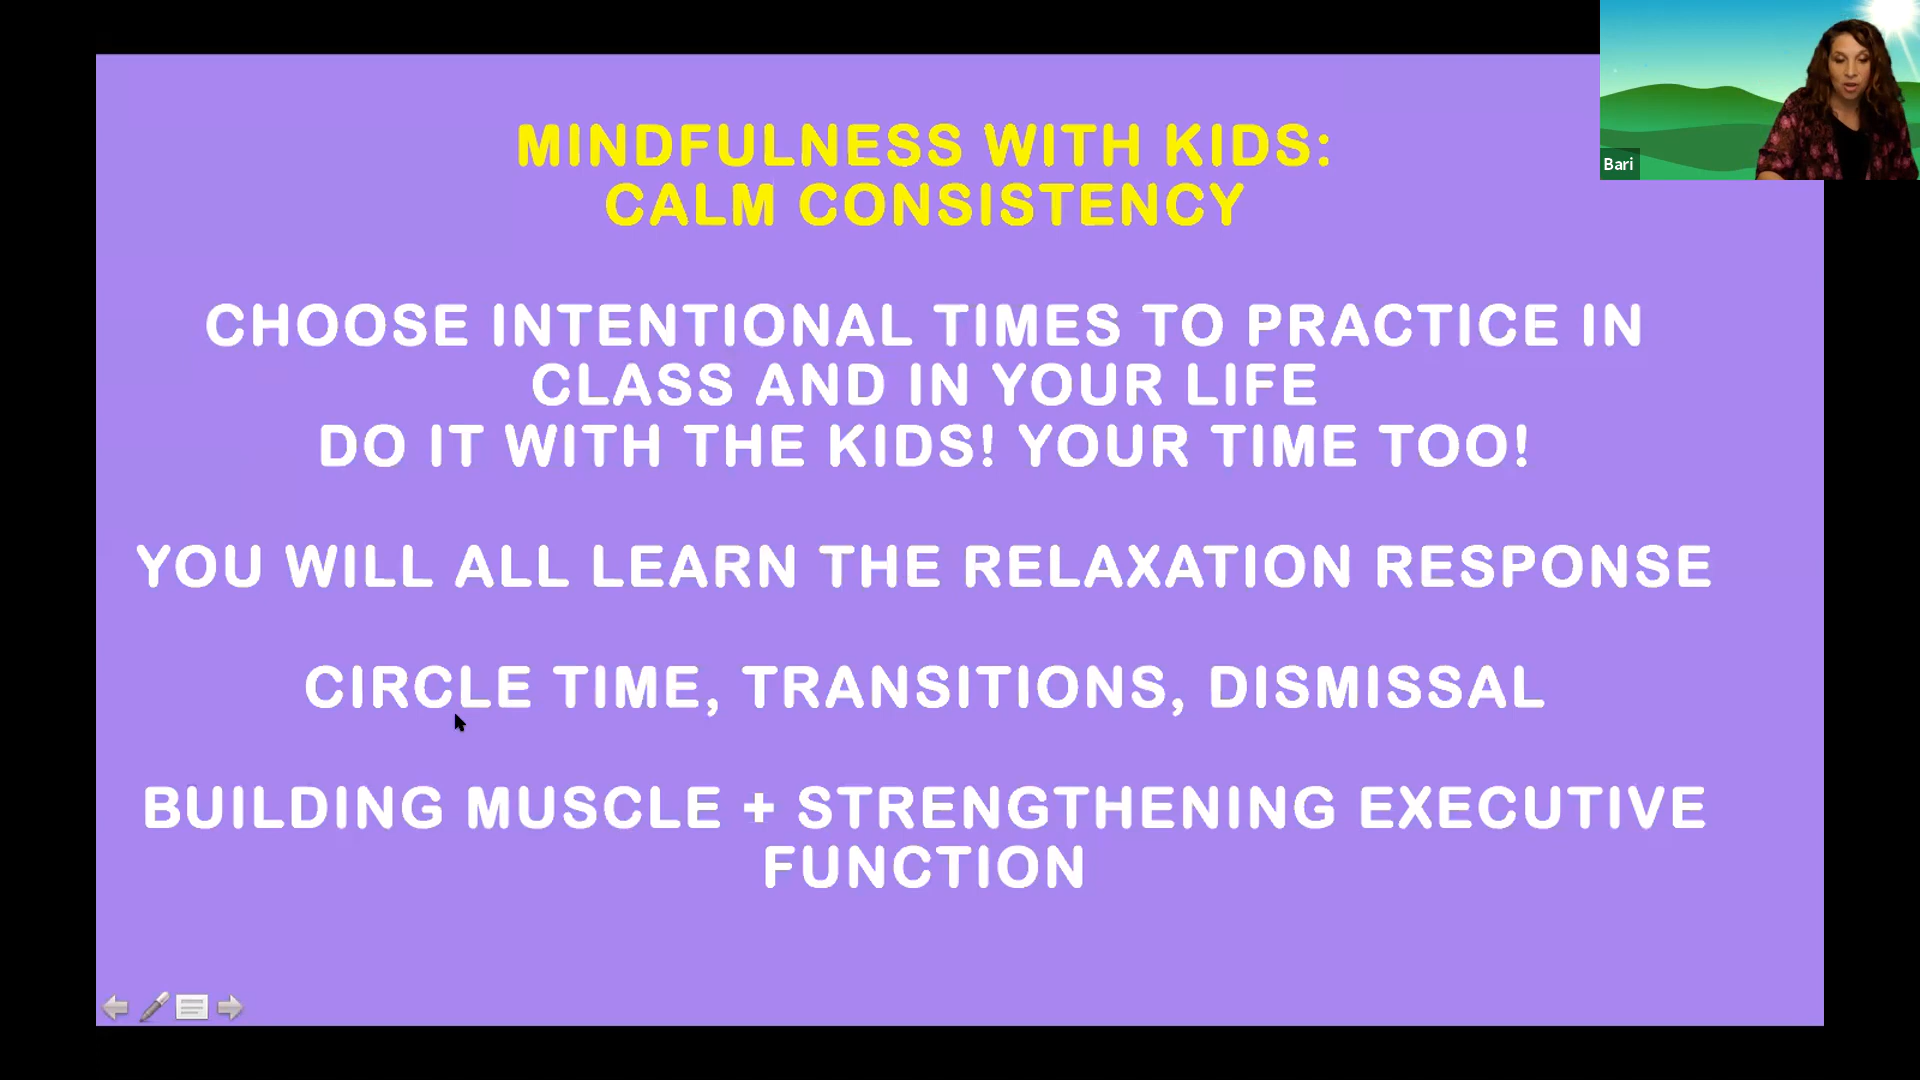 MINDFULNESS WITH KIDS:
CALM CONSISTENCY
CHOOSE INTENTIONAL TIMES TO PRACTICE IN
CLASS AND IN YOUR LIFE
DO IT WITH THE KIDS! YOUR TIME TOO!
YOU WILL ALL LEARN THE RELAXATION RESPONSE
CIRCLE TIME, TRANSITIONS, DISMISSAL
BUILDING MUSCLE + STRENGTHENING EXECUTIVE
FUNCTION
Bari